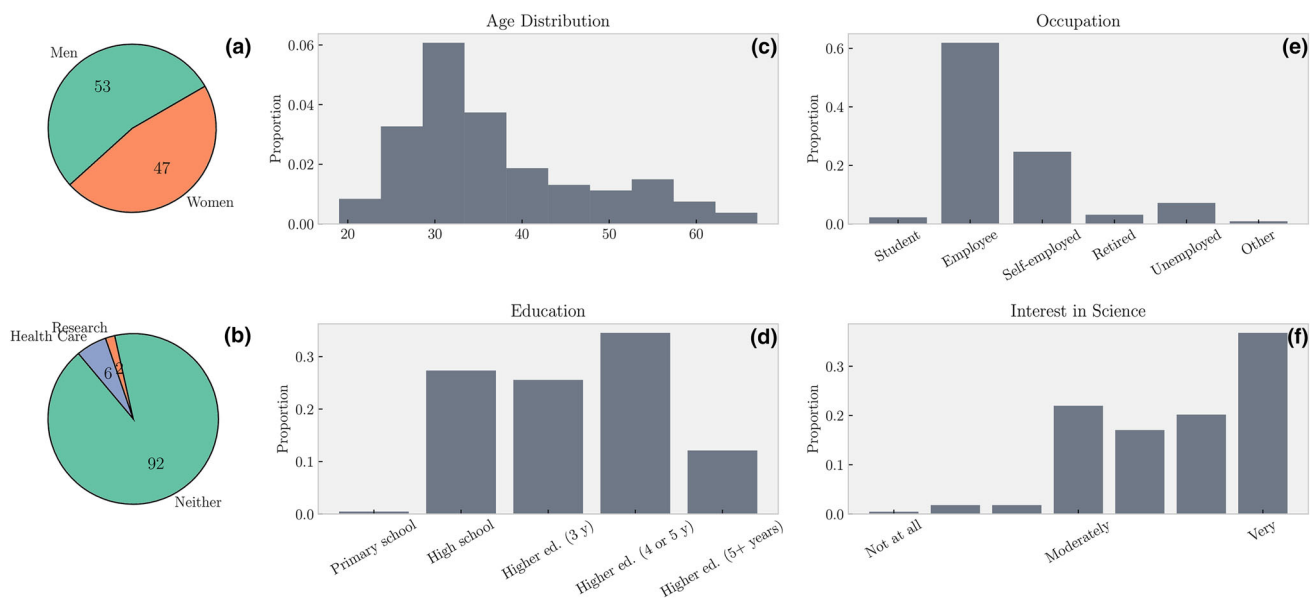 (a)
Men
53
47
Women
Age Distribution
(c)
Proportion
0.06
0.04
0.02
0.00
20 30 40 50 60
Occupation
(e)
Proportion
0.6
0.4
0.2
0.0
Student
Employee
Self-employed
Retired
Unemployed
Other
(b)
Research
Health Care
6
2
92
Neither
Education
(d)
Proportion
0.3
0.2
0.1
0.0
Primary school
High school
Higher ed. (3 y)
Higher ed. (4 or 5 y)
Higher ed. (5+ years)
Interest in Science
(f)
Proportion
0.3
0.2
0.1
0.0
Not at all
Moderately
Very